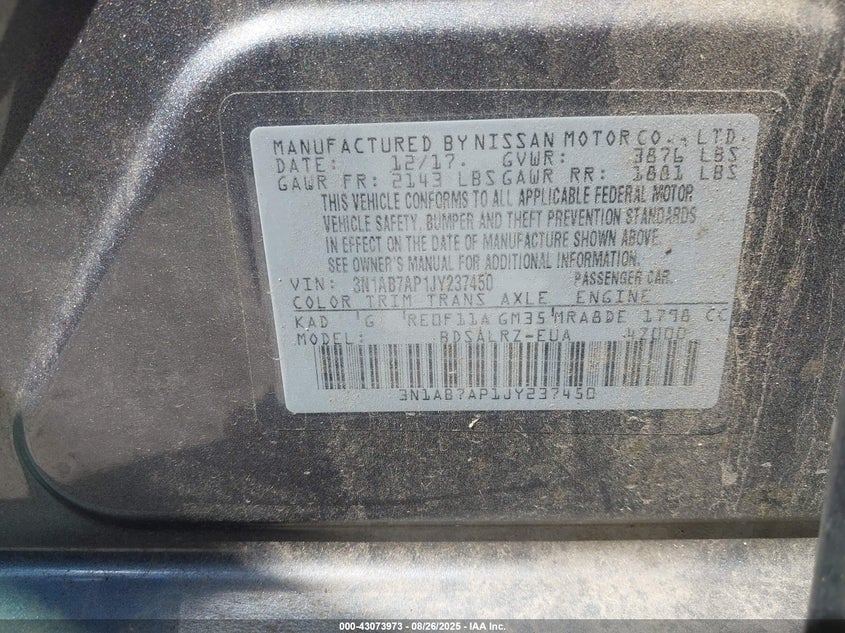 MANUFACTURED BY NISSAN MOTOR CO., LTD.
DATE: 12/17. GVWR: 3876 LBS
GAWR FR: 2143 LBS GAWR RR: 1881 LBS
THIS VEHICLE CONFORMS TO ALL APPLICABLE FEDERAL MOTOR
VEHICLE SAFETY, BUMPER AND THEFT PREVENTION STANDARDS
IN EFFECT ON THE DATE OF MANUFACTURE SHOWN ABOVE.
SEE OWNER'S MANUAL FOR ADDITIONAL INFORMATION.
VIN: 3N1AB7AP1JY237450 PASSENGER CAR
COLOR TRIM TRANS AXLE ENGINE
KAD G RE0F11A GM35 MRA8DE 1798 CC
MODEL: BDSALRZ-EUA 47000
3N1AB7AP1JY237450
000-43073973 | 08/26/2025 - IAA Inc.